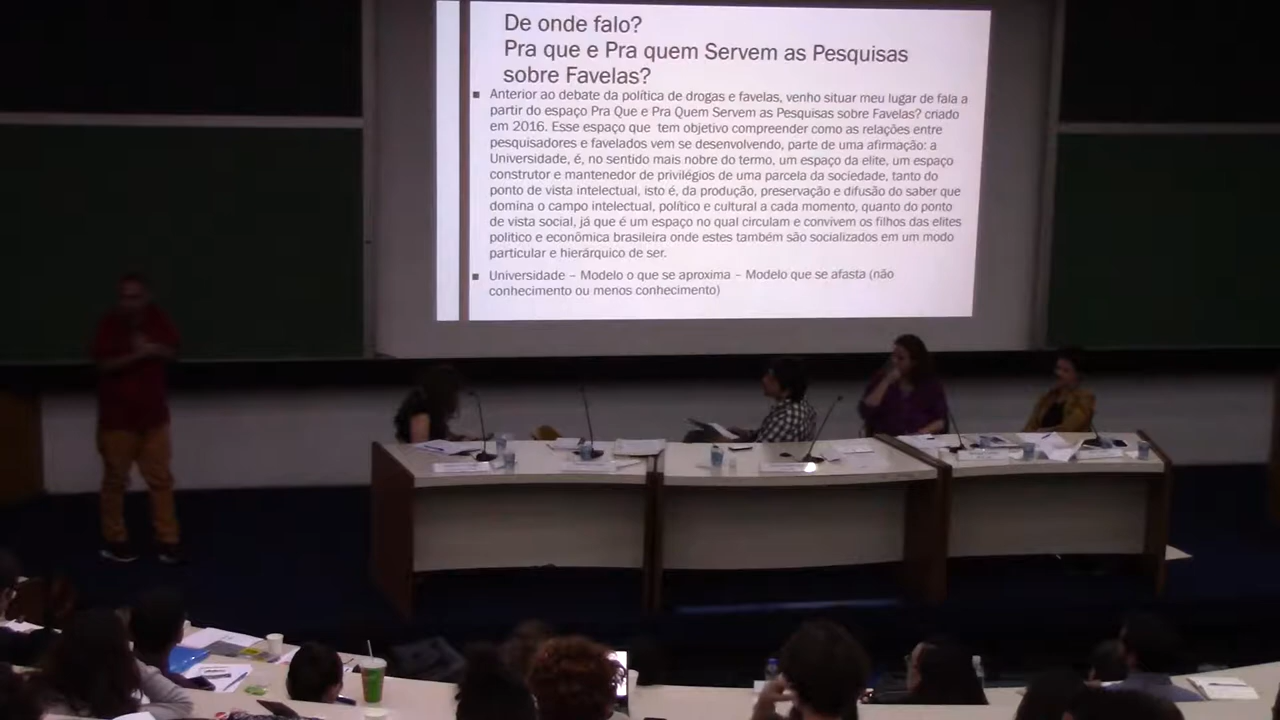 De onde falo?
Pra que e Pra quem Servem as Pesquisas
sobre Favelas?
Anterior ao debate da política de drogas e favelas, venho situar meu lugar de fala a
partir do espaço Pra Que e Pra Quem Servem as Pesquisas sobre Favelas? criado
em 2016. Esse espaço que tem objetivo compreender como as relações entre
pesquisadores e favelados vem se desenvolvendo, parte de uma afirmação: a
Universidade, é, no sentido mais nobre do termo, um espaço da elite, um espaço
construtor e mantenedor de privilégios de uma parcela da sociedade, tanto do
ponto de vista intelectual, isto é, da produção, preservação e difusão do saber que
domina o campo intelectual, político e cultural a cada momento, quanto do ponto
de vista social, já que é um espaço no qual circulam e convivem os filhos das elites
político e econômica brasileira onde estes também são socializados em um modo
particular e hierárquico de ser.
Universidade – Modelo o que se aproxima – Modelo que se afasta (não
conhecimento ou menos conhecimento)